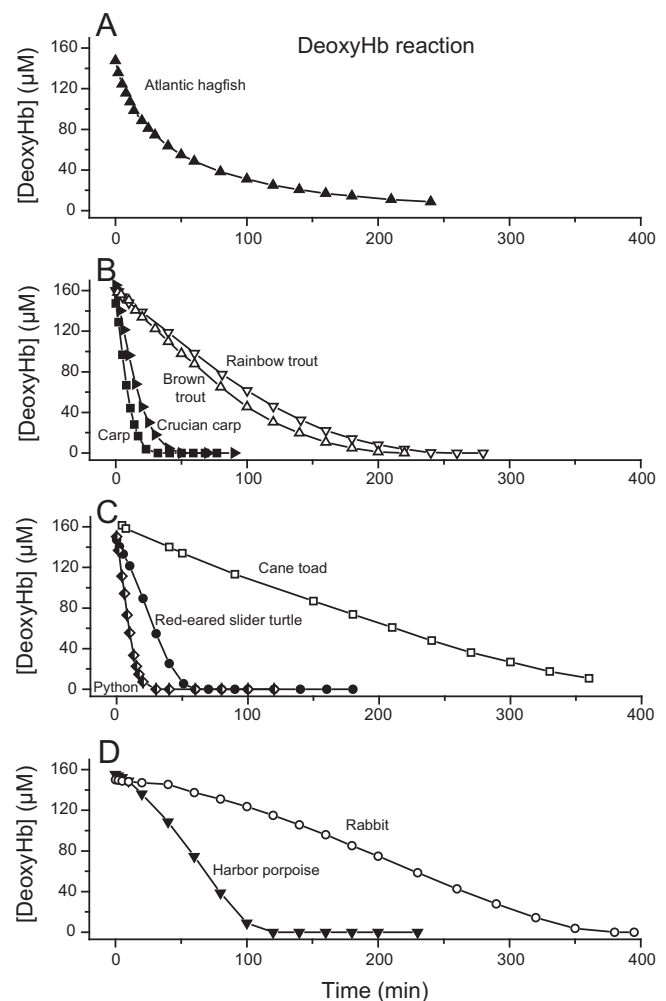 A
DeoxyHb reaction
160
120
80
40
0
[DeoxyHb] (µM)
Atlantic hagfish
0 100 200 300 400
B
160
120
80
40
0
[DeoxyHb] (µM)
Rainbow trout
Brown
trout
Crucian carp
Carp
0 100 200 300 400
C
160
120
80
40
0
[DeoxyHb] (µM)
Cane toad
Red-eared slider turtle
Python
0 100 200 300 400
D
160
120
80
40
0
[DeoxyHb] (µM)
Rabbit
Harbor porpoise
0 100 200 300 400
Time (min)